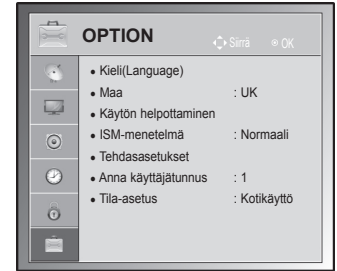 OPTION
Siirrä OK
• Kieli(Language)
• Maa : UK
• Käytön helpottaminen
• ISM-menetelmä : Normaali
• Tehdasasetukset
• Anna käyttäjätunnus : 1
• Tila-asetus : Kotikäyttö